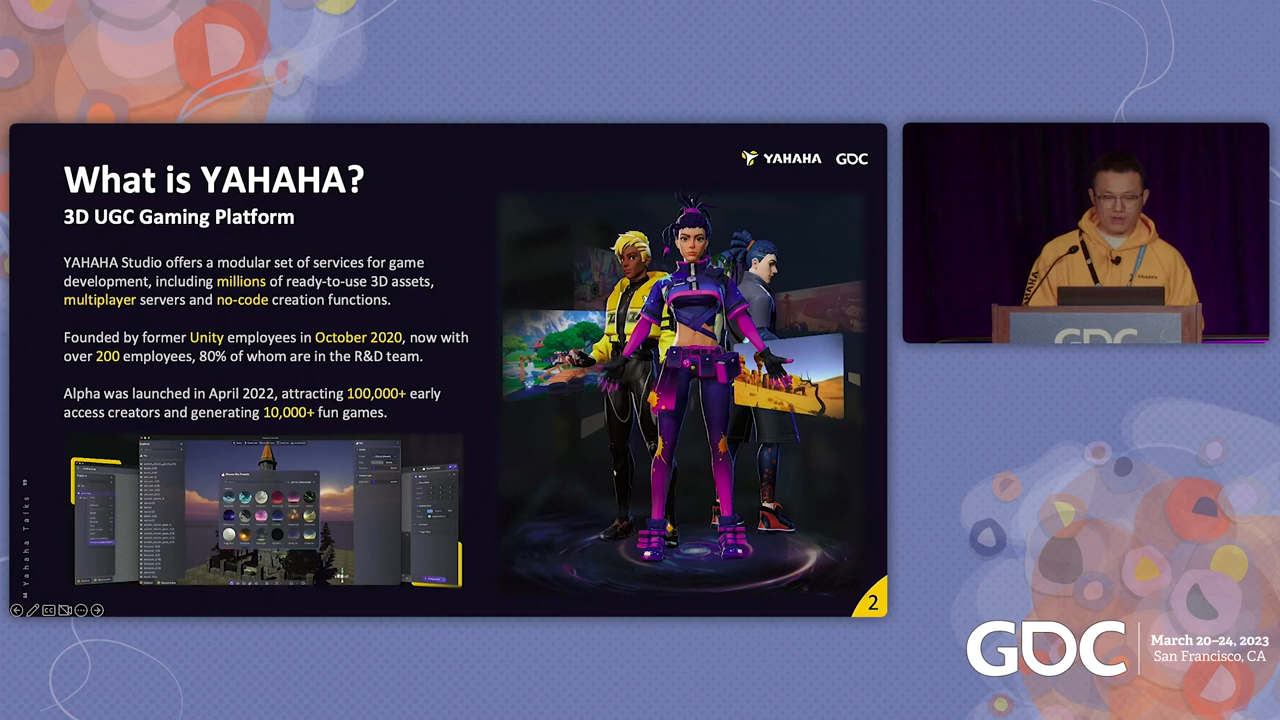 What is YAHAHA?
3D UGC Gaming Platform
YAHAHA GDC
YAHAHA Studio offers a modular set of services for game
development, including millions of ready-to-use 3D assets,
multiplayer servers and no-code creation functions.
Founded by former Unity employees in October 2020, now with
over 200 employees, 80% of whom are in the R&D team.
Alpha was launched in April 2022, attracting 100,000+ early
access creators and generating 10,000+ fun games.
Yahaha Talks
2
YAHAHA
YAHAHA
GDC
GDC
March 20–24, 2023
San Francisco, CA